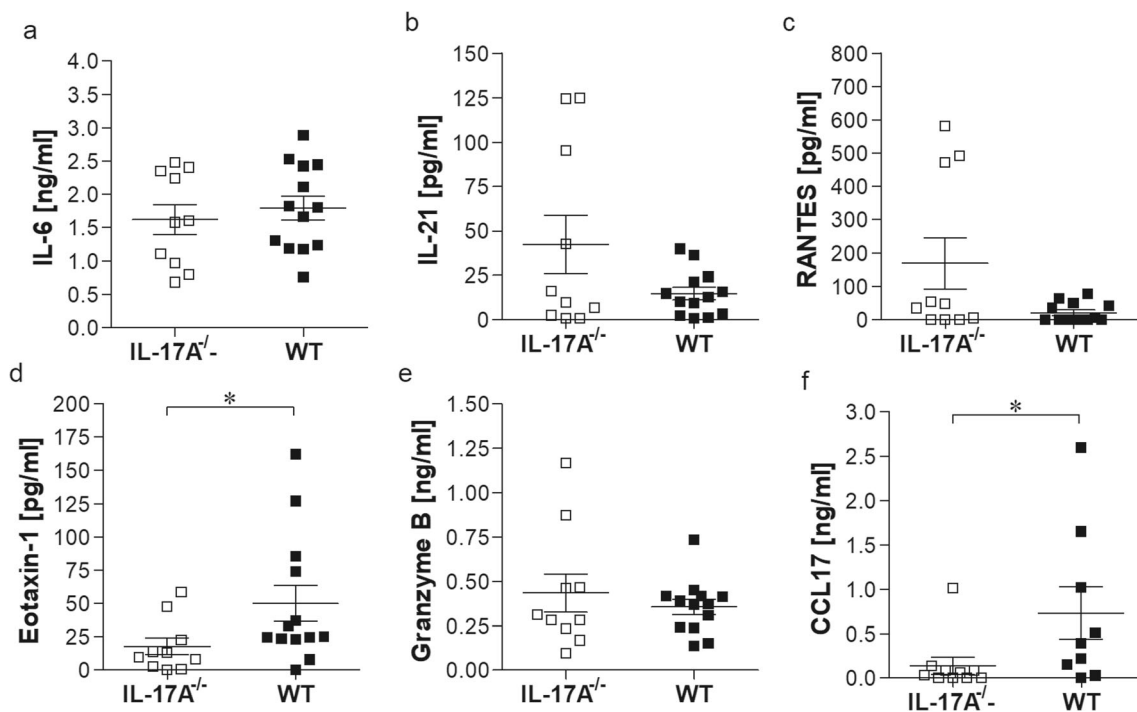 a
IL-6 [ng/ml]
4.0
3.5
3.0
2.5
2.0
1.5
1.0
0.5
0.0
IL-17A-/-
WT
b
IL-21 [pg/ml]
150
125
100
75
50
25
0
IL-17A-/-
WT
c
RANTES [pg/ml]
800
700
600
500
400
300
200
100
0
IL-17A-/-
WT
d
Eotaxin-1 [pg/ml]
200
175
150
125
100
75
50
25
0
*
IL-17A-/-
WT
e
Granzyme B [ng/ml]
1.50
1.25
1.00
0.75
0.50
0.25
0.00
IL-17A-/-
WT
f
CCL17 [ng/ml]
3.0
2.5
2.0
1.5
1.0
0.5
0.0
*
IL-17A-/-
WT